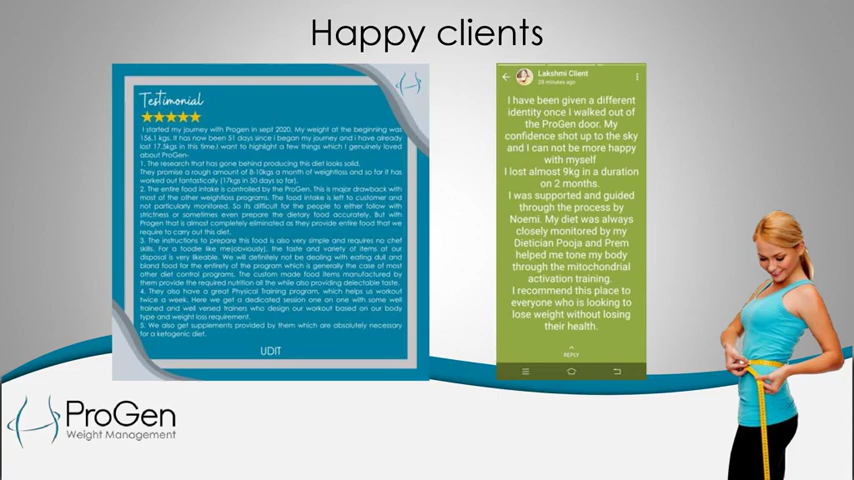 Happy clients
Testimonial
I started my journey with Progen in sept 2020. My weight at the beginning was
156.1 kgs. It has now been 51 days since i began my journey and i have already
lost 17.5kgs in this time.I want to highlight a few things which I genuinely loved
about ProGen-
1. The research that has gone behind producing this diet looks solid.
They promise a rough amount of 8-10kgs a month of weightloss and so far it has
worked out fantastically (17kgs in 50 days so far).
2. The entire food intake is controlled by the ProGen. This is major drawback with
most of the other weightloss programs. The food intake is left to customer and
not particularly monitored. So its difficult for the people to either follow with
strictness or sometimes even prepare the dietary food accurately. But with
Progen that is almost completely eliminated as they provide entire food that we
require to carry out this diet.
3. The instructions to prepare this food is also very simple and requires no chef
skills. For a foodie like me(obviously), the taste and variety of items at our
disposal is very likeable. We will definitely not be dealing with eating dull and
bland food for the entirety of the program which is generally the case of most
other diet control programs. The custom made food items manufactured by
them provide the required nutrition all the while also providing delectable taste.
4. They also have a great Physical Training program, which helps us workout
twice a week. Here we get a dedicated session one on one with some well
trained and well versed trainers who design our workout based on our body
type and weight loss requirement.
5. We also get supplements provided by them which are absolutely necessary
for a ketogenic diet.
UDIT
Lakshmi Client
28 minutes ago
I have been given a different
identity once I walked out of
the ProGen door. My
confidence shot up to the sky
and I can not be more happy
with myself
I lost almost 9kg in a duration
on 2 months.
I was supported and guided
through the process by
Noemi. My diet was always
closely monitored by my
Dietician Pooja and Prem
helped me tone my body
through the mitochondrial
activation training.
I recommend this place to
everyone who is looking to
lose weight without losing
their health.
REPLY
ProGen
Weight Management